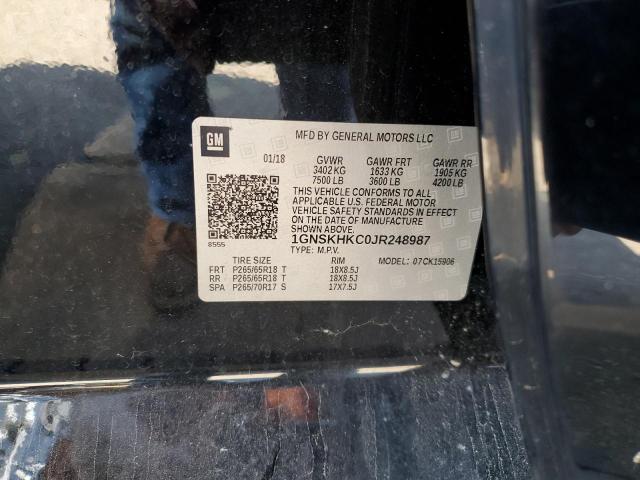 GM
MFD BY GENERAL MOTORS LLC
01/18 GVWR GAWR FRT GAWR RR
3402 KG 1633 KG 1905 KG
7500 LB 3600 LB 4200 LB
THIS VEHICLE CONFORMS TO ALL
APPLICABLE U.S. FEDERAL MOTOR
VEHICLE SAFETY STANDARDS IN EFFECT
ON THE DATE OF MANUFACTURE
SHOWN ABOVE.
8555
1GNSKHKC0JR248987
TYPE: M.P.V. MODEL: 07CK15906
TIRE SIZE RIM
FRT P265/65R18 T 18X8.5J
RR P265/65R18 T 18X8.5J
SPA P265/70R17 S 17X7.5J